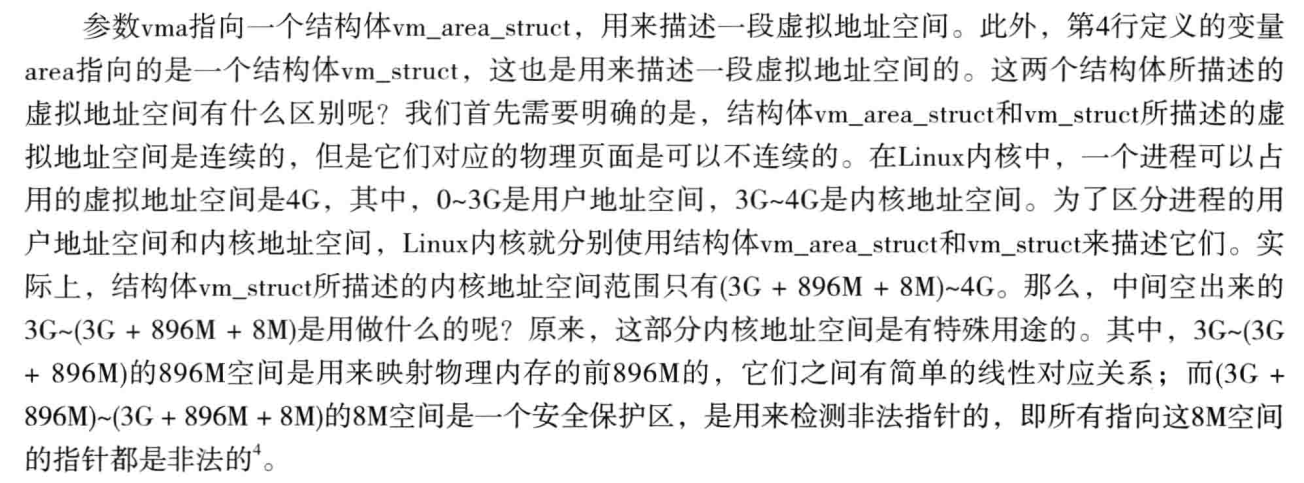 参数vma指向一个结构体vm_area_struct，用来描述一段虚拟地址空间。此外，第4行定义的变量
area指向的是一个结构体vm_struct，这也是用来描述一段虚拟地址空间的。这两个结构体所描述的
虚拟地址空间有什么区别呢？我们首先需要明确的是，结构体vm_area_struct和vm_struct所描述的虚
拟地址空间是连续的，但是它们对应的物理页面是可以不连续的。在Linux内核中，一个进程可以占
用的虚拟地址空间是4G，其中，0~3G是用户地址空间，3G~4G是内核地址空间。为了区分进程的用
户地址空间和内核地址空间，Linux内核就分别使用结构体vm_area_struct和vm_struct来描述它们。实
际上，结构体vm_struct所描述的内核地址空间范围只有(3G + 896M + 8M)~4G。那么，中间空出来的
3G~(3G + 896M + 8M)是用做什么的呢？原来，这部分内核地址空间是有特殊用途的。其中，3G~(3G
+ 896M)的896M空间是用来映射物理内存的前896M的，它们之间有简单的线性对应关系；而(3G +
896M)~(3G + 896M + 8M)的8M空间是一个安全保护区，是用来检测非法指针的，即所有指向这8M空间
的指针都是非法的4。